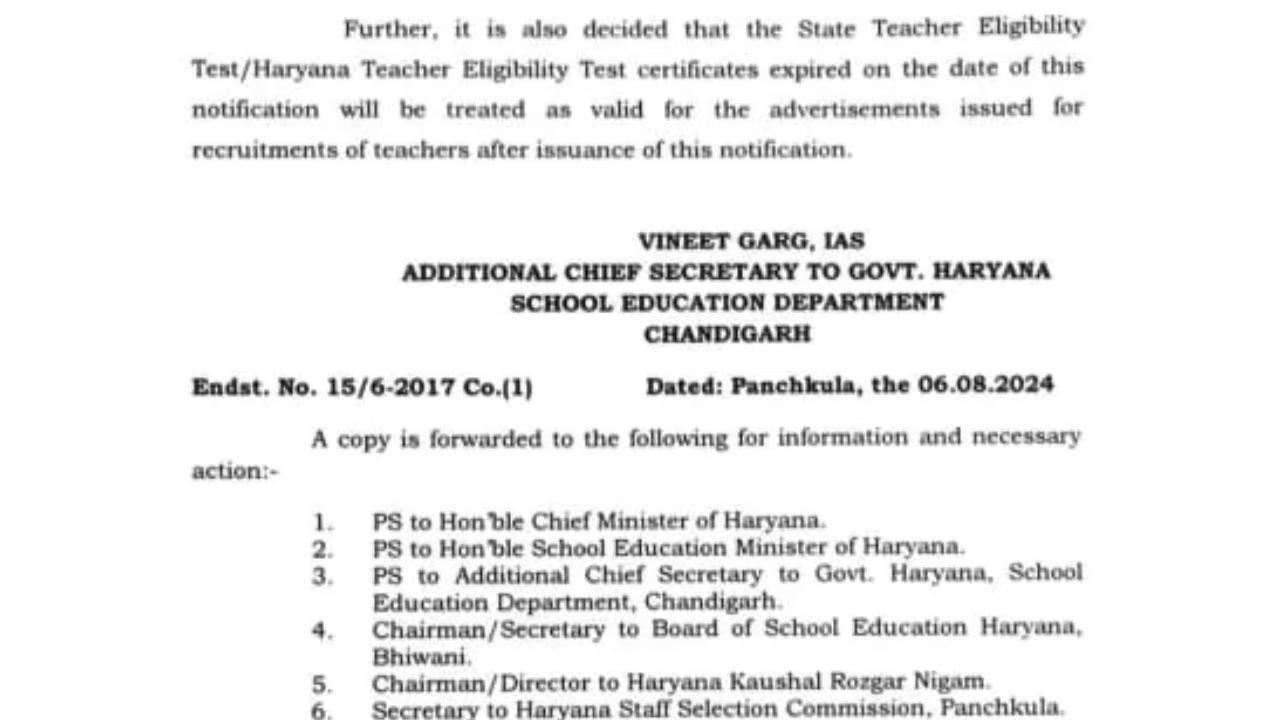 Further, it is also decided that the State Teacher Eligibility
Test/Haryana Teacher Eligibility Test certificates expired on the date of this
notification will be treated as valid for the advertisements issued for
recruitments of teachers after issuance of this notification.
VINEET GARG, IAS
ADDITIONAL CHIEF SECRETARY TO GOVT. HARYANA
SCHOOL EDUCATION DEPARTMENT
CHANDIGARH
Endst. No. 15/6-2017 Co.(1) Dated: Panchkula, the 06.08.2024
A copy is forwarded to the following for information and necessary
action:-
1. PS to Hon'ble Chief Minister of Haryana.
2. PS to Hon'ble School Education Minister of Haryana.
3. PS to Additional Chief Secretary to Govt. Haryana, School
Education Department, Chandigarh.
4. Chairman/Secretary to Board of School Education Haryana,
Bhiwani.
5. Chairman/Director to Haryana Kaushal Rozgar Nigam.
6. Secretary to Haryana Staff Selection Commission, Panchkula.